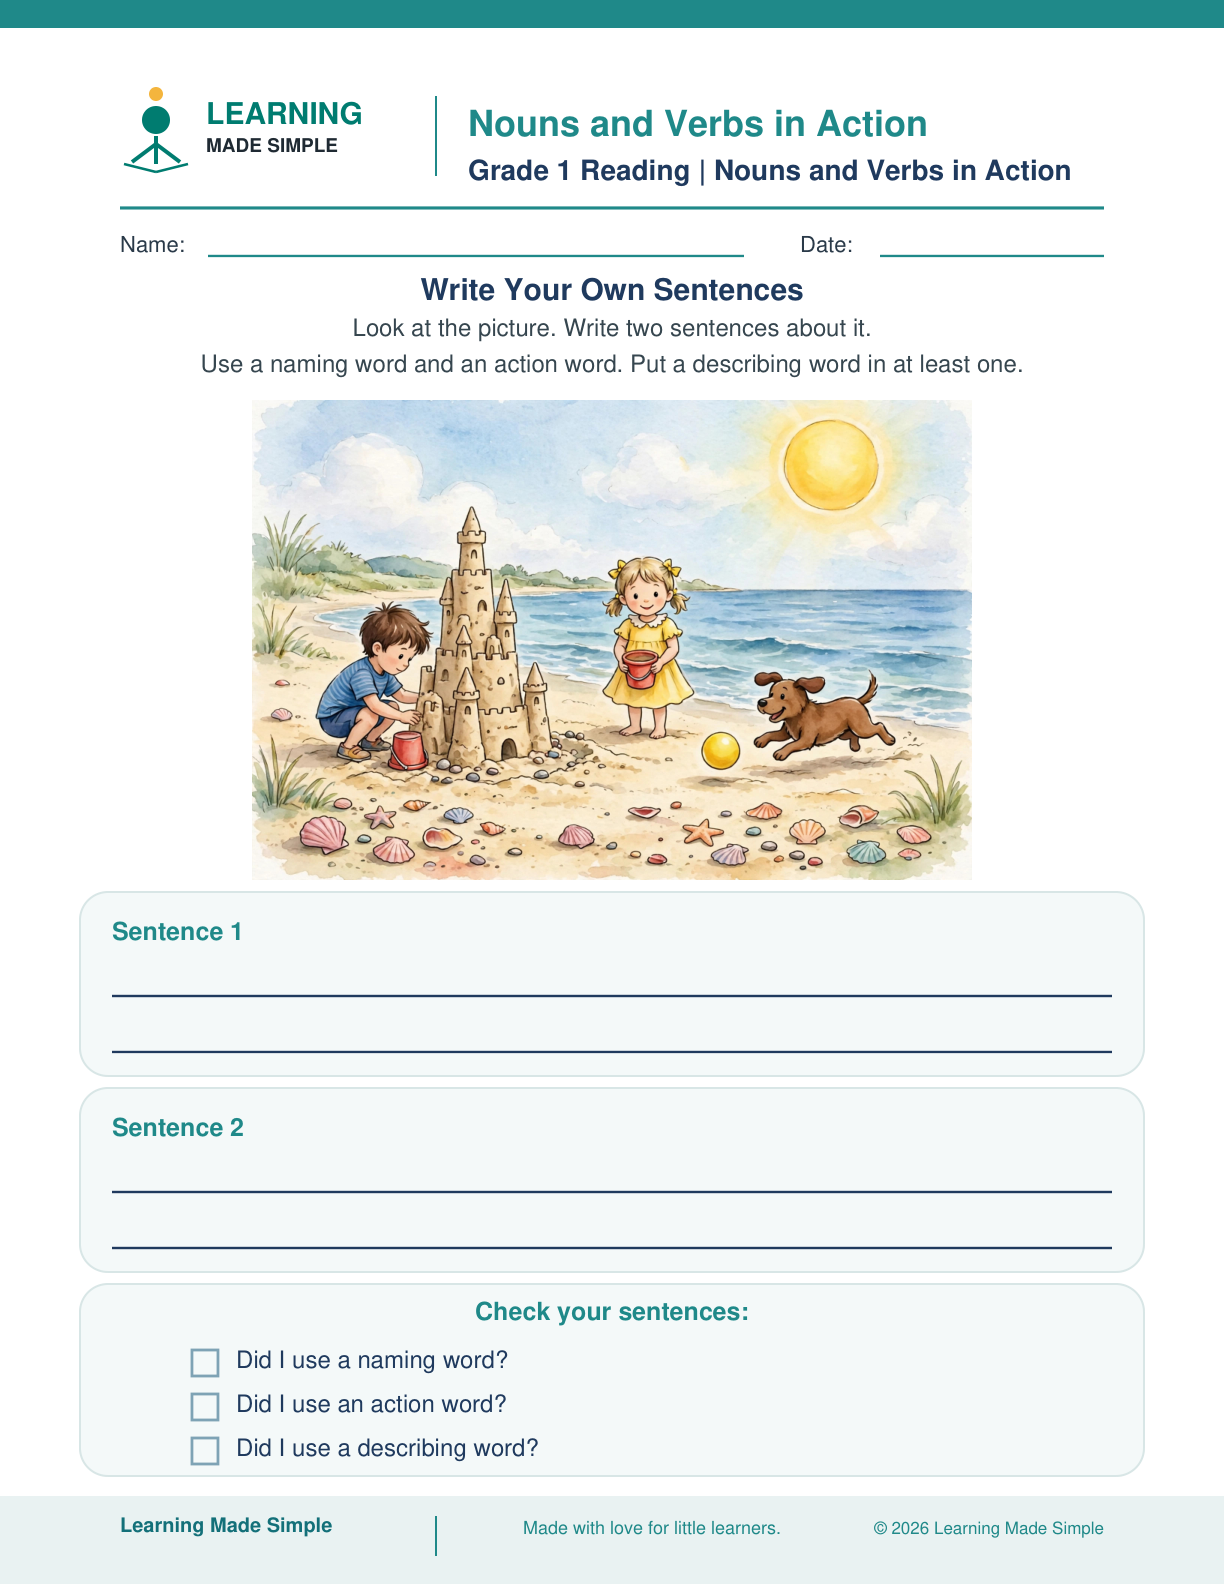 LEARNING
MADE SIMPLE
Nouns and Verbs in Action
Grade 1 Reading | Nouns and Verbs in Action
Name:
Date:
Write Your Own Sentences
Look at the picture. Write two sentences about it.
Use a naming word and an action word. Put a describing word in at least one.
Sentence 1
Sentence 2
Check your sentences:
Did I use a naming word?
Did I use an action word?
Did I use a describing word?
Learning Made Simple
Made with love for little learners.
© 2026 Learning Made Simple